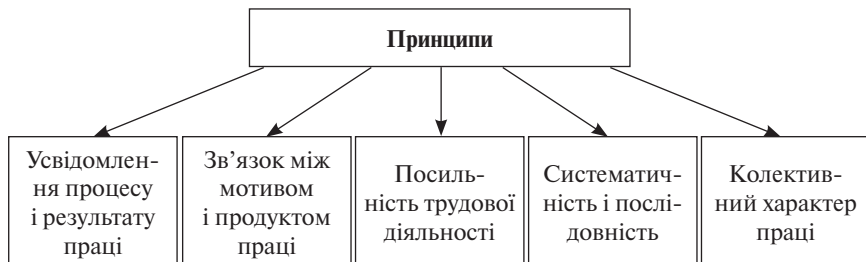 Принципи
Усвідомлен-
ня процесу
і результату
праці
Зв'язок між
мотивом
і продуктом
праці
Посиль-
ність трудової
діяльності
Систематич-
ність і послі-
довність
Колектив-
ний характер
праці